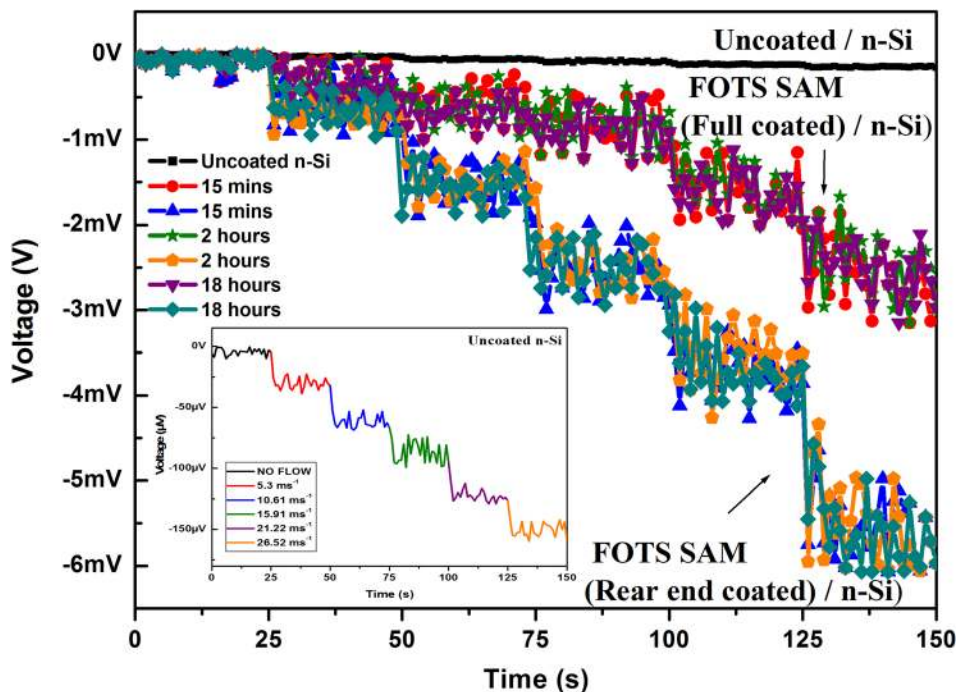 0V
-1mV
-2mV
-3mV
-4mV
-5mV
-6mV
Voltage (V)
Uncoated / n-Si
FOTS SAM
(Full coated) / n-Si)
Uncoated n-Si
15 mins
15 mins
2 hours
2 hours
18 hours
18 hours
Uncoated n-Si
0V
-50µV
-100µV
-150µV
Voltage (µV)
NO FLOW
5.3 ms-1
10.61 ms-1
15.91 ms-1
21.22 ms-1
26.52 ms-1
0 25 50 75 100 125 150
Time (s)
FOTS SAM
(Rear end coated) / n-Si)
0 25 50 75 100 125 150
Time (s)